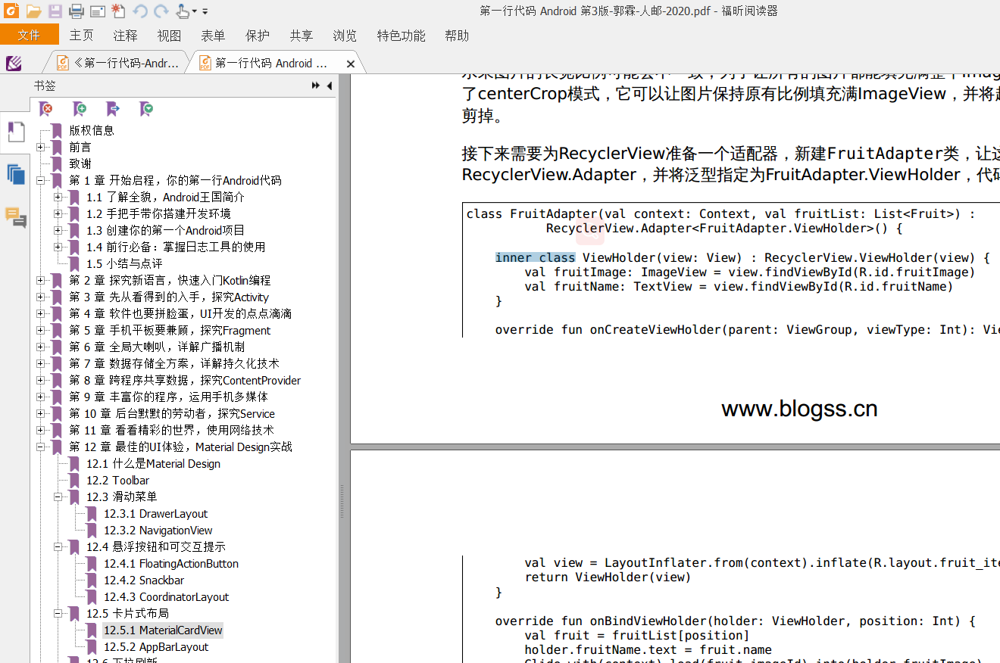 第一行代码 Android 第3版-郭霖-人邮-2020.pdf - 福昕阅读器
文件 主页 注释 视图 表单 保护 共享 浏览 特色功能 帮助
《第一行代码-Andr... 第一行代码 Android ...
书签
版权信息
前言
致谢
第 1 章 开始启程，你的第一行Android代码
1.1 了解全貌，Android王国简介
1.2 手把手带你搭建开发环境
1.3 创建你的第一个Android项目
1.4 前行必备：掌握日志工具的使用
1.5 小结与点评
第 2 章 探究新语言，快速入门Kotlin编程
第 3 章 先从看得到的入手，探究Activity
第 4 章 软件也要拼脸蛋，UI开发的点点滴滴
第 5 章 手机平板要兼顾，探究Fragment
第 6 章 全局大喇叭，详解广播机制
第 7 章 数据存储全方案，详解持久化技术
第 8 章 跨程序共享数据，探究ContentProvider
第 9 章 丰富你的程序，运用手机多媒体
第 10 章 后台默默的劳动者，探究Service
第 11 章 看看精彩的世界，使用网络技术
第 12 章 最佳的UI体验，Material Design实战
12.1 什么是Material Design
12.2 Toolbar
12.3 滑动菜单
12.3.1 DrawerLayout
12.3.2 NavigationView
12.4 悬浮按钮和可交互提示
12.4.1 FloatingActionButton
12.4.2 Snackbar
12.4.3 CoordinatorLayout
12.5 卡片式布局
12.5.1 MaterialCardView
12.5.2 AppBarLayout
12.6 下拉刷新
了centerCrop模式，它可以让图片保持原有比例填充满ImageView，并将超
剪掉。
接下来需要为RecyclerView准备一个适配器，新建FruitAdapter类，让这
RecyclerView.Adapter，并将泛型指定为FruitAdapter.ViewHolder，代码
class FruitAdapter(val context: Context, val fruitList: List<Fruit>) :
RecyclerView.Adapter<FruitAdapter.ViewHolder>() {
inner class ViewHolder(view: View) : RecyclerView.ViewHolder(view) {
val fruitImage: ImageView = view.findViewById(R.id.fruitImage)
val fruitName: TextView = view.findViewById(R.id.fruitName)
}
override fun onCreateViewHolder(parent: ViewGroup, viewType: Int): Vie
www.blogss.cn
val view = LayoutInflater.from(context).inflate(R.layout.fruit_ite
return ViewHolder(view)
}
override fun onBindViewHolder(holder: ViewHolder, position: Int) {
val fruit = fruitList[position]
holder.fruitName.text = fruit.name
Glide.with(context).load(fruit.imageId).into(holder.fruitImage)